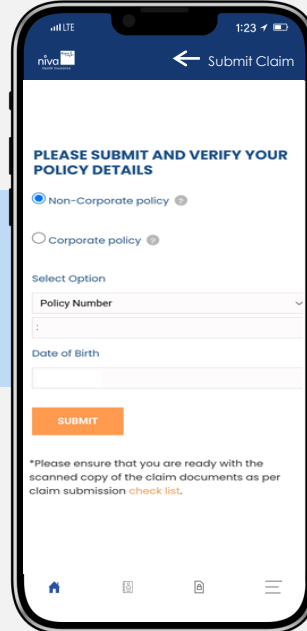 LTE
1:23
niva
Health Insurance
Submit Claim
PLEASE SUBMIT AND VERIFY YOUR
POLICY DETAILS
Non-Corporate policy ?
Corporate policy ?
Select Option
Policy Number
:
Date of Birth
SUBMIT
*Please ensure that you are ready with the
scanned copy of the claim documents as per
claim submission check list.